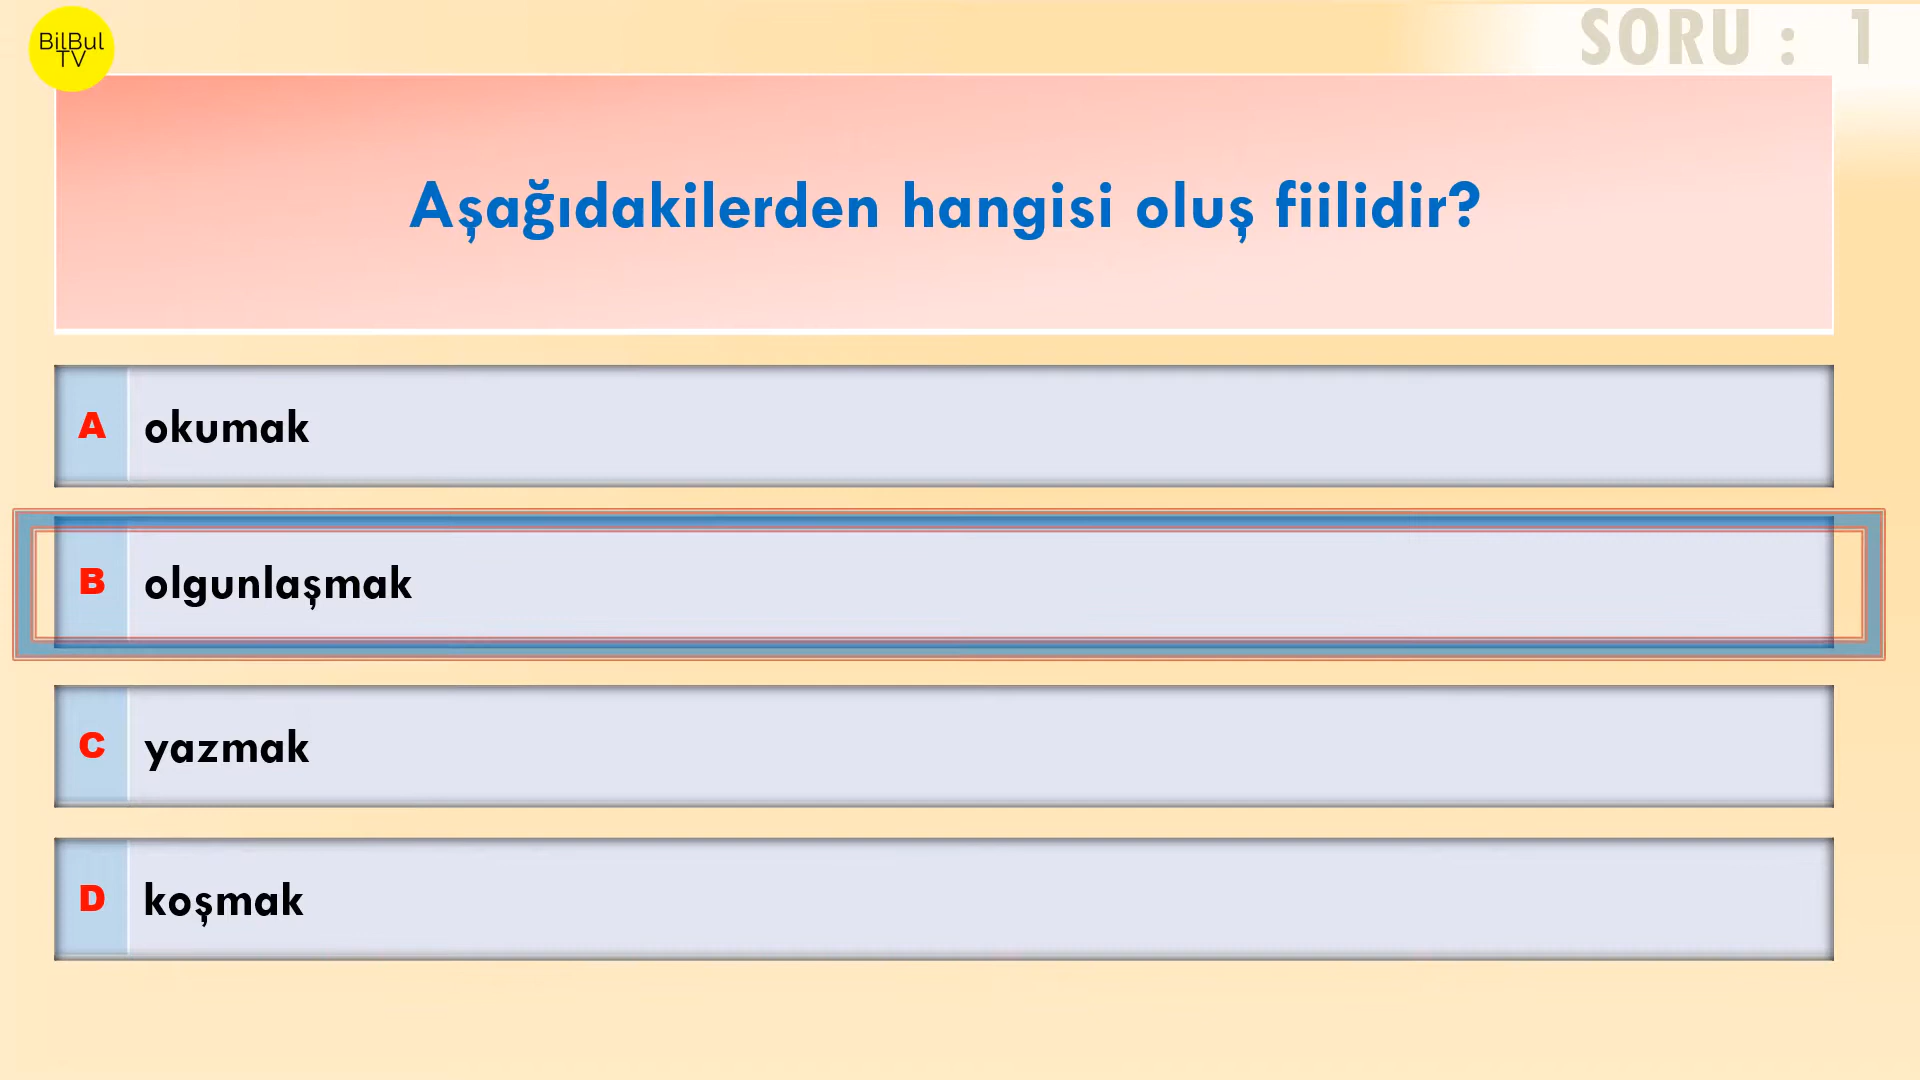 BilBul
TV
SORU : 1
Aşağıdakilerden hangisi oluş fiilidir?
A okumak
B olgunlaşmak
C yazmak
D koşmak